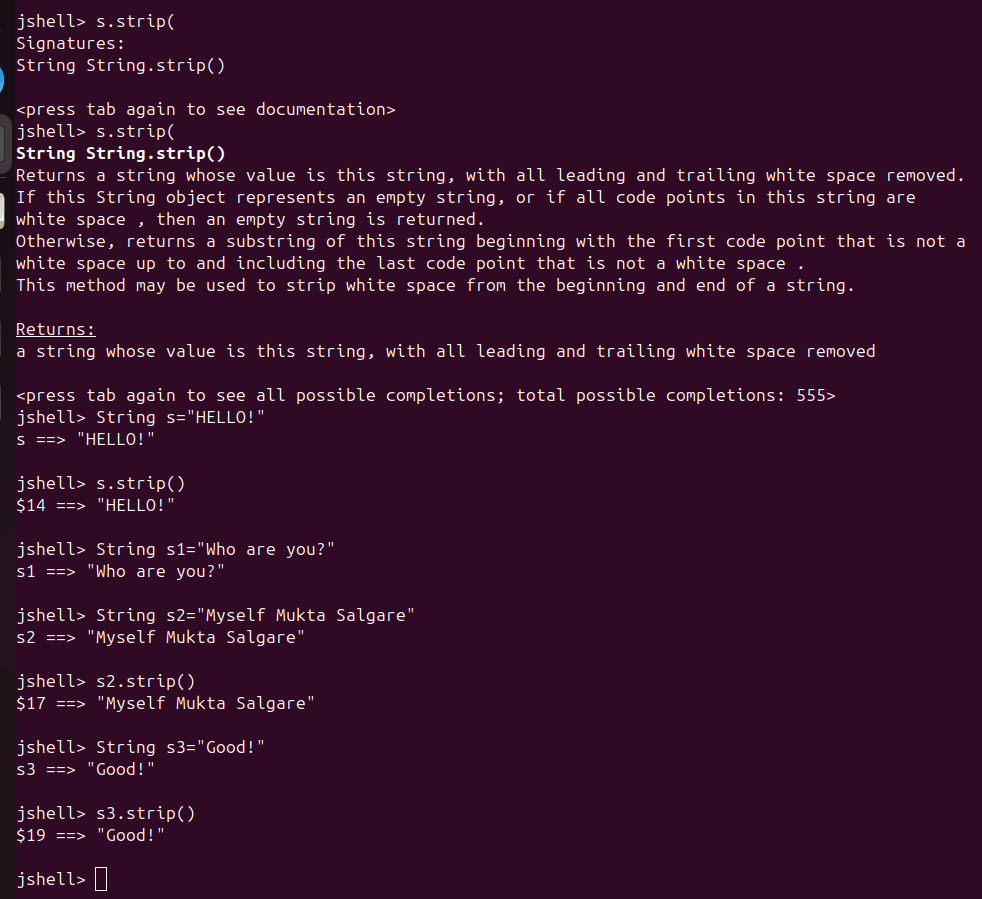 jshell> s.strip(
Signatures:
String String.strip()
<press tab again to see documentation>
jshell> s.strip(
String String.strip()
Returns a string whose value is this string, with all leading and trailing white space removed.
If this String object represents an empty string, or if all code points in this string are
white space , then an empty string is returned.
Otherwise, returns a substring of this string beginning with the first code point that is not a
white space up to and including the last code point that is not a white space .
This method may be used to strip white space from the beginning and end of a string.
Returns:
a string whose value is this string, with all leading and trailing white space removed
<press tab again to see all possible completions; total possible completions: 555>
jshell> String s="HELLO!"
s ==> "HELLO!"
jshell> s.strip()
$14 ==> "HELLO!"
jshell> String s1="Who are you?"
s1 ==> "Who are you?"
jshell> String s2="Myself Mukta Salgare"
s2 ==> "Myself Mukta Salgare"
jshell> s2.strip()
$17 ==> "Myself Mukta Salgare"
jshell> String s3="Good!"
s3 ==> "Good!"
jshell> s3.strip()
$19 ==> "Good!"
jshell>